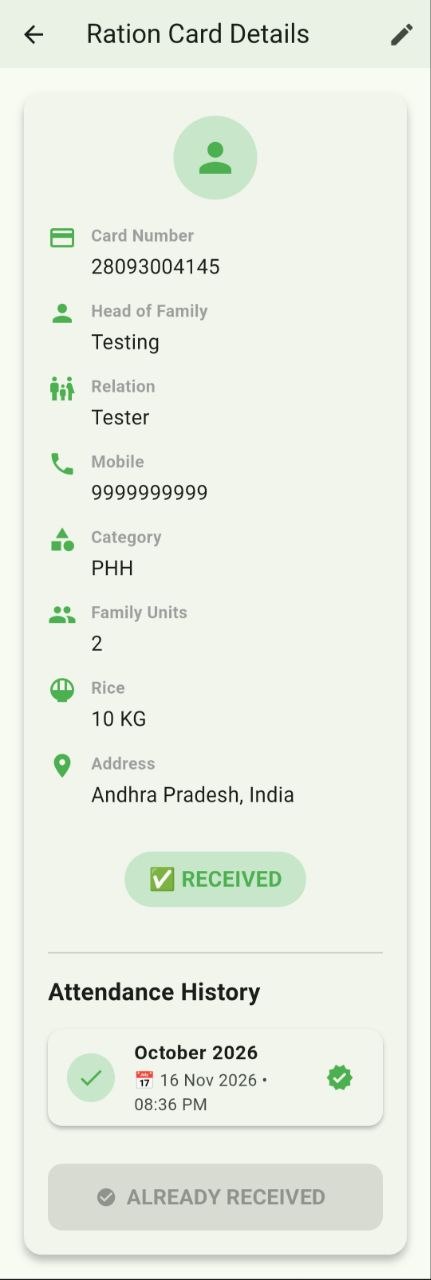 Ration Card Details
Card Number
28093004145
Head of Family
Testing
Relation
Tester
Mobile
9999999999
Category
PHH
Family Units
2
Rice
10 KG
Address
Andhra Pradesh, India
✅ RECEIVED
Attendance History
October 2026
📅 16 Nov 2026 •
08:36 PM
ALREADY RECEIVED